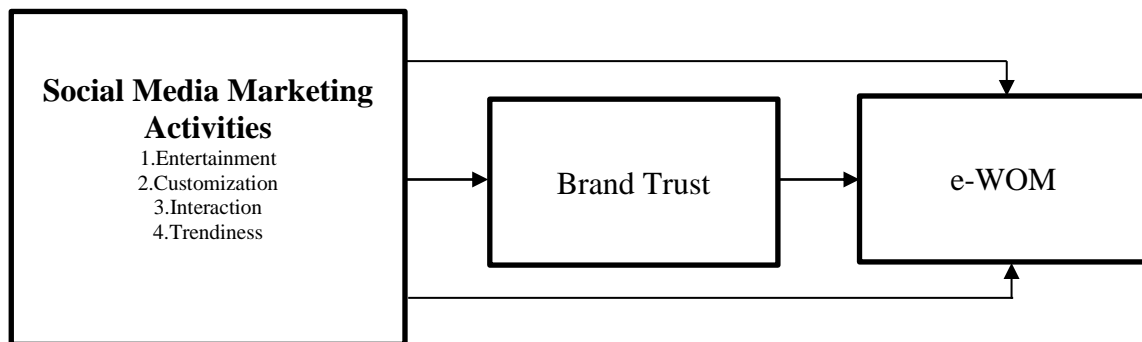 Social Media Marketing
Activities
1.Entertainment
2.Customization
3.Interaction
4.Trendiness
Brand Trust
e-WOM